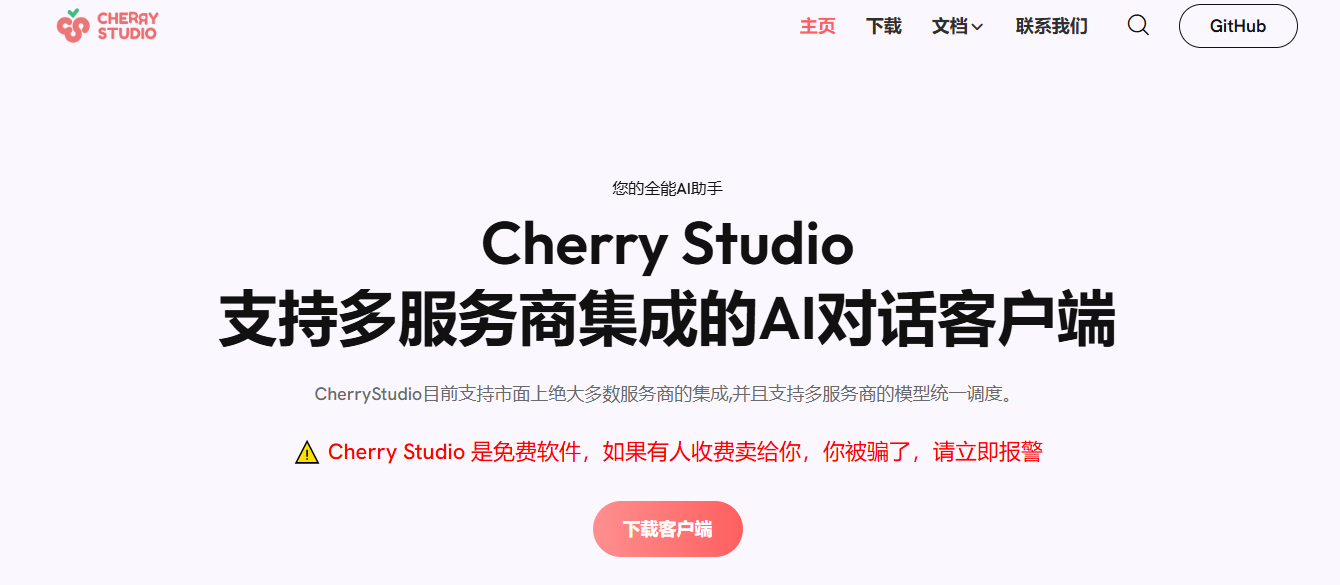 CHERRY
STUDIO
主页 下载 文档 联系我们 GitHub
您的全能AI助手
Cherry Studio
支持多服务商集成的AI对话客户端
CherryStudio目前支持市面上绝大多数服务商的集成,并且支持多服务商的模型统一调度。
⚠ Cherry Studio 是免费软件，如果有人收费卖给你，你被骗了，请立即报警
下载客户端